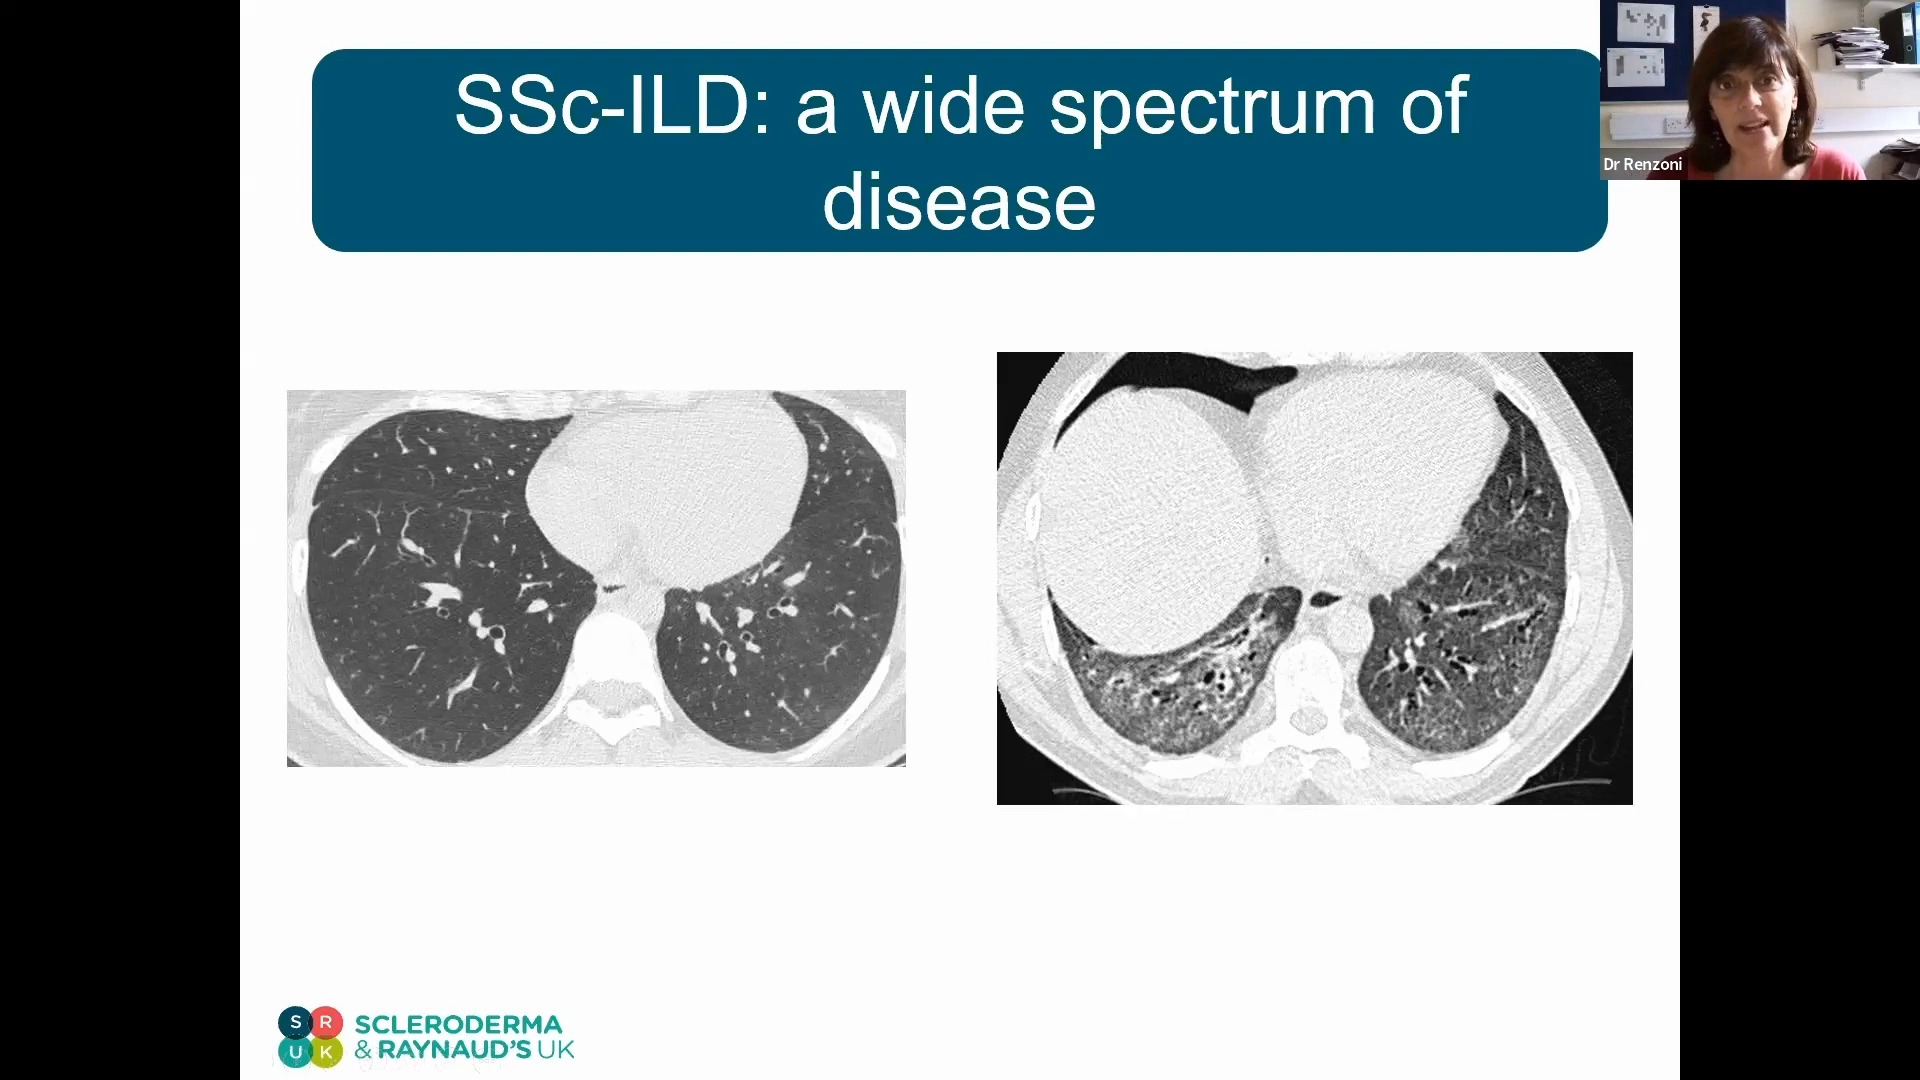 SSc-ILD: a wide spectrum of
disease
Dr Renzoni
S R
U K
SCLERODERMA
& RAYNAUD'S UK